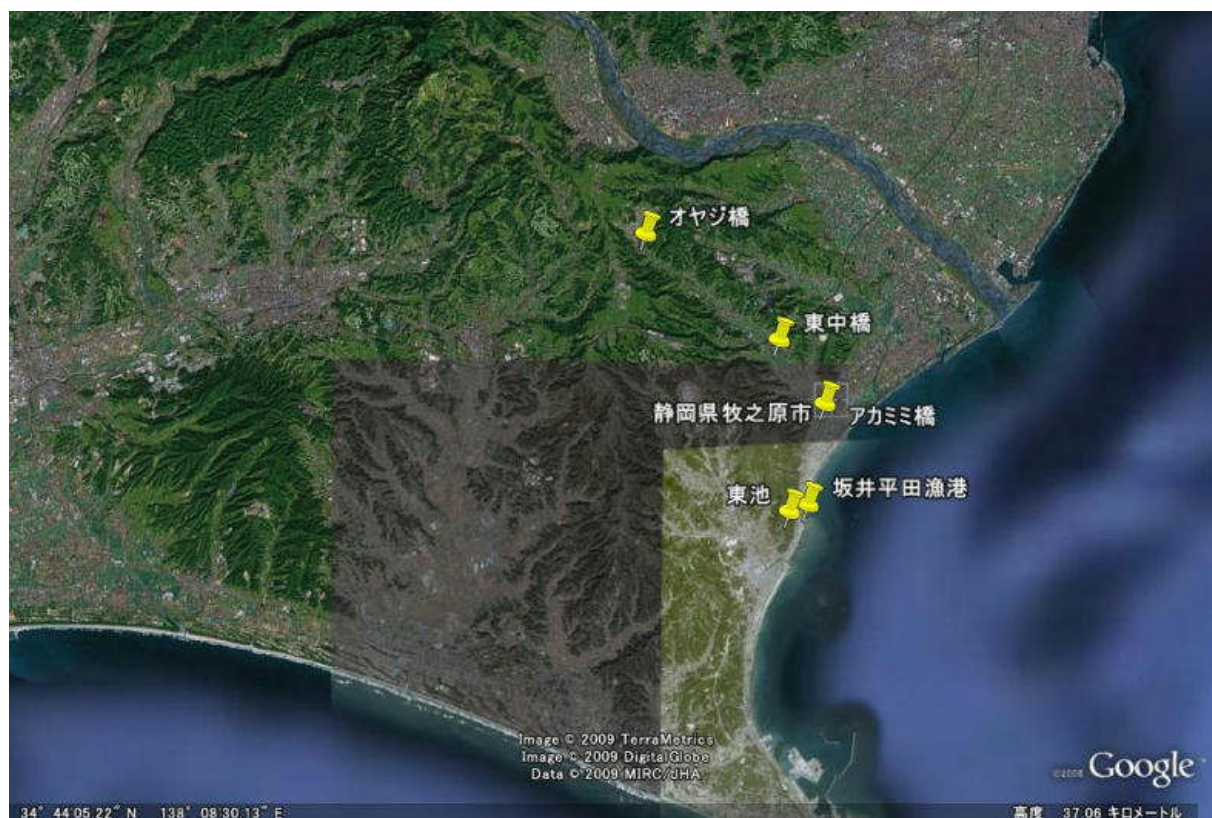 オヤジ橋
東中橋
静岡県牧之原市
アカミミ橋
東池
坂井平田漁港
Image © 2009 TerraMetrics
Image © 2009 DigitalGlobe
Data © 2009 MIRC/JHA
©2008 Google
34° 44'05.22" N 138° 08'30.13" E
高度 37.06 キロメートル